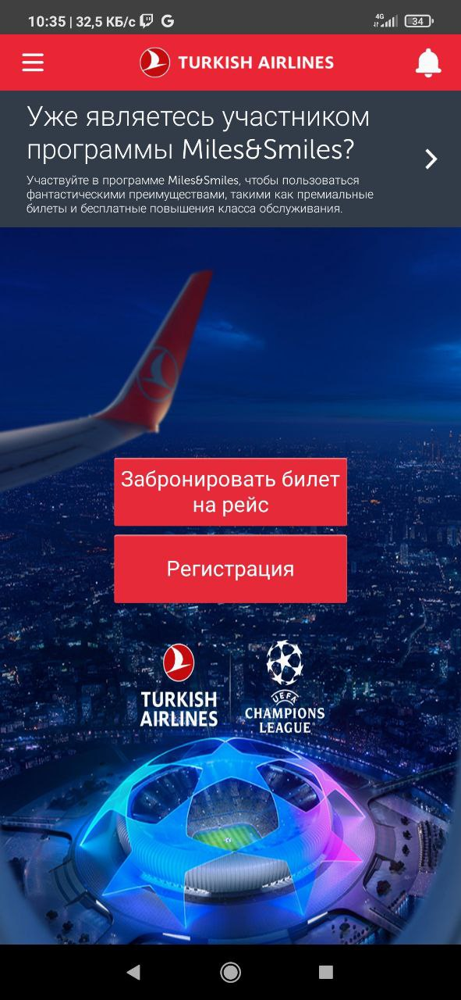 10:35 | 32,5 КБ/с G 4G 34
TURKISH AIRLINES
Уже являетесь участником
программы Miles&Smiles?
Участвуйте в программе Miles&Smiles, чтобы пользоваться
фантастическими преимуществами, такими как премиальные
билеты и бесплатные повышения класса обслуживания.
Забронировать билет
на рейс
Регистрация
TURKISH
AIRLINES
UEFA
CHAMPIONS
LEAGUE